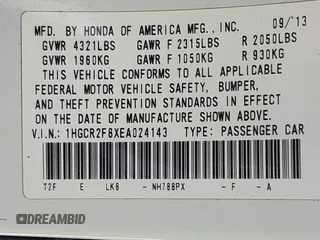 MFD. BY HONDA OF AMERICA MFG., INC. 09/'13
GVWR 4321LBS GAWR F 2315LBS R 2050LBS
GVWR 1960KG GAWR F 1050KG R 930KG
THIS VEHICLE CONFORMS TO ALL APPLICABLE
FEDERAL MOTOR VEHICLE SAFETY, BUMPER,
AND THEFT PREVENTION STANDARDS IN EFFECT
ON THE DATE OF MANUFACTURE SHOWN ABOVE.
V.I.N.: 1HGCR2F8XEA024143 TYPE: PASSENGER CAR
T2F E LK8 - NH788PX - F - A
DREAMBID